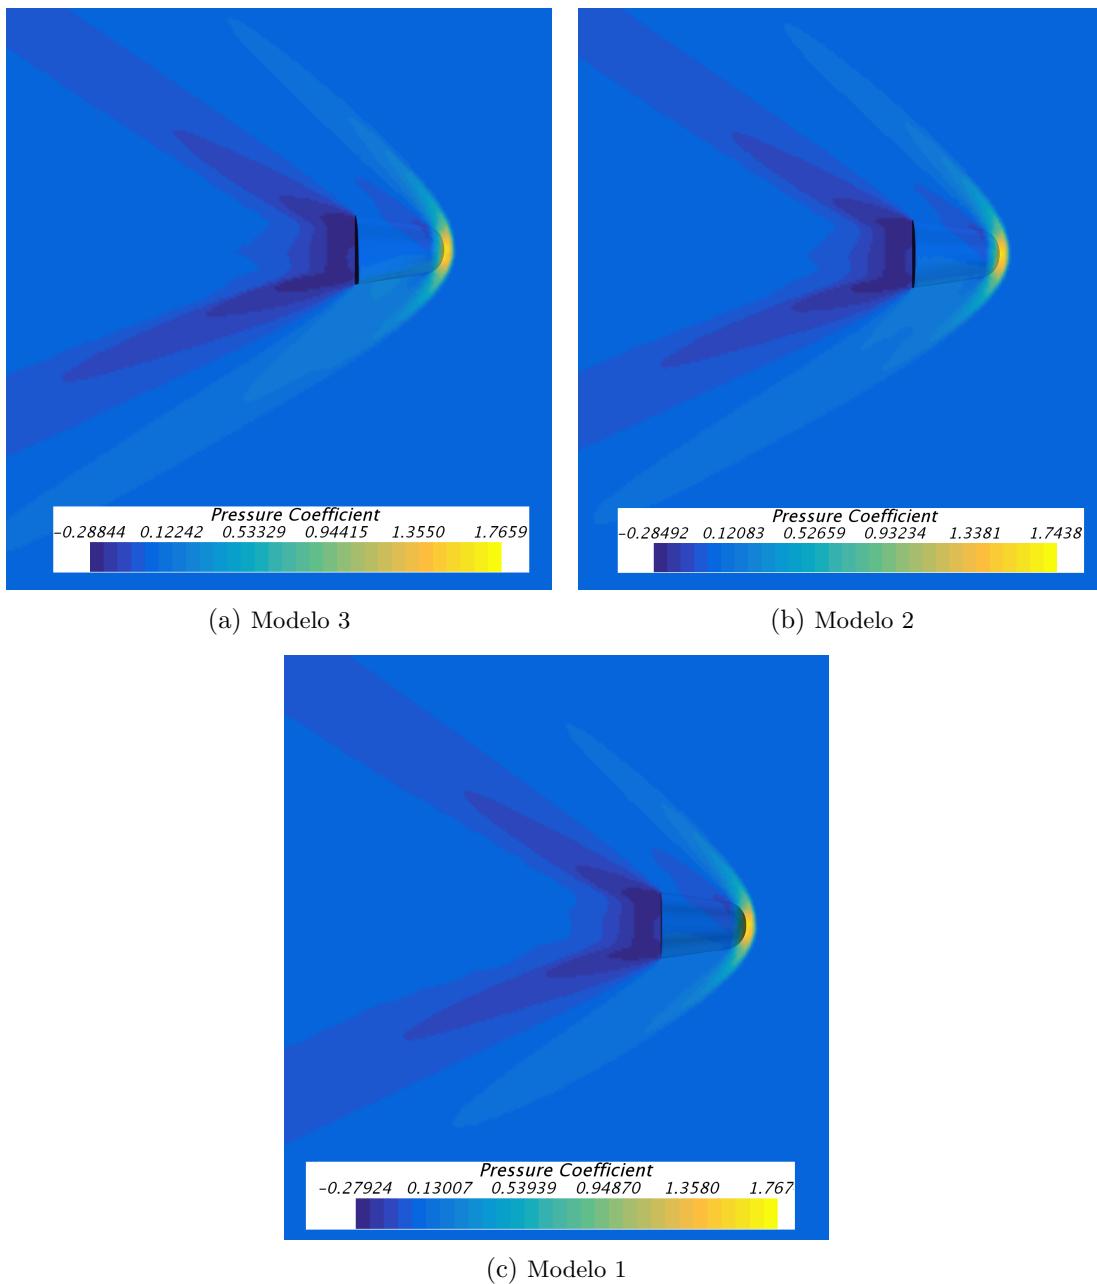 Pressure Coefficient
−0.28844 0.12242 0.53329 0.94415 1.3550 1.7659
(a) Modelo 3
Pressure Coefficient
−0.28492 0.12083 0.52659 0.93234 1.3381 1.7438
(b) Modelo 2
Pressure Coefficient
−0.27924 0.13007 0.53939 0.94870 1.3580 1.767
(c) Modelo 1